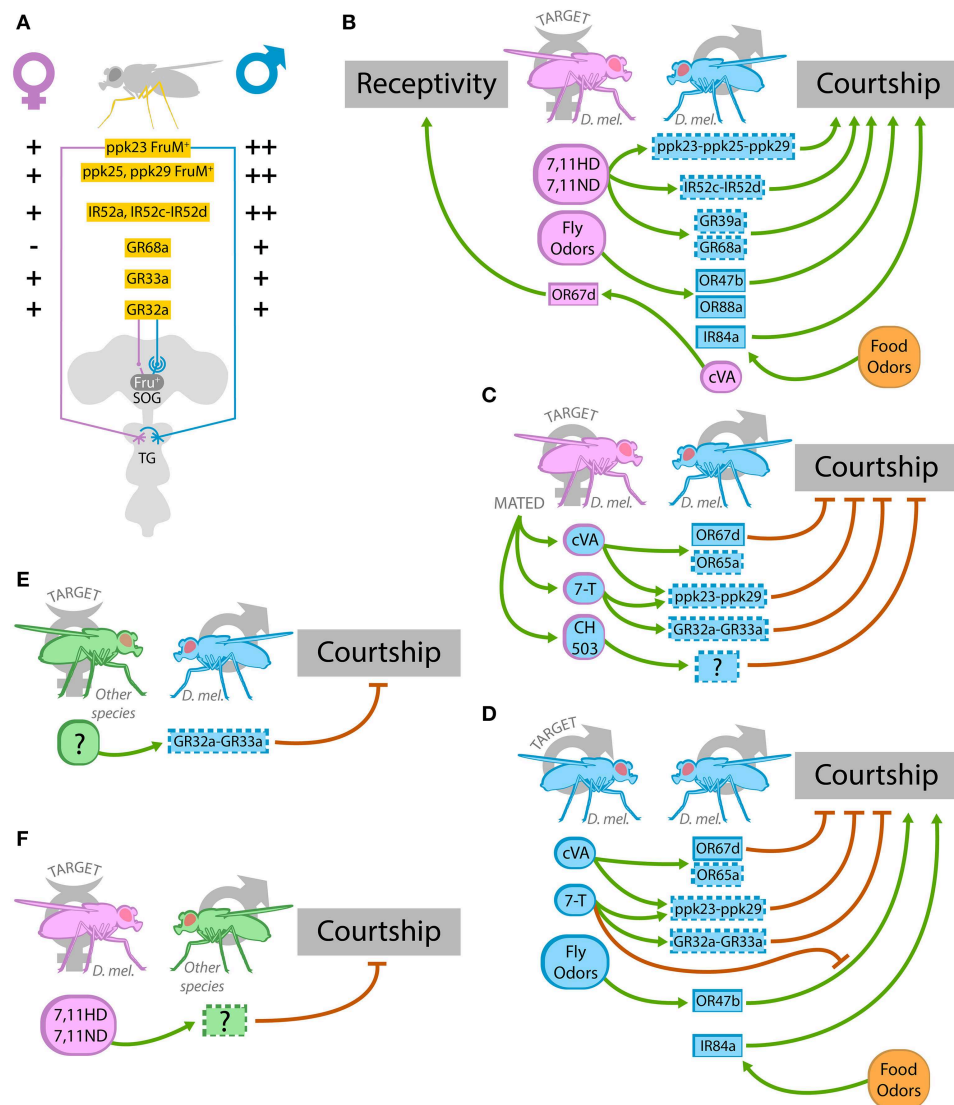 A
+ ppk23 FruM⁺ ++
+ ppk25, ppk29 FruM⁺ ++
+ IR52a, IR52c-IR52d ++
- GR68a +
+ GR33a +
+ GR32a +
Fru⁺
SOG
TG
B
TARGET
Receptivity
Courtship
D. mel.
D. mel.
7,11HD
7,11ND
ppk23-ppk25-ppk29
IR52c-IR52d
GR39a
GR68a
Fly
Odors
OR47b
OR88a
OR67d
IR84a
cVA
Food
Odors
C
TARGET
Courtship
D. mel.
D. mel.
MATED
cVA
OR67d
OR65a
7-T
ppk23-ppk29
GR32a-GR33a
CH
503
?
D
TARGET
Courtship
D. mel.
D. mel.
cVA
OR67d
OR65a
7-T
ppk23-ppk29
GR32a-GR33a
Fly
Odors
OR47b
IR84a
Food
Odors
E
TARGET
Courtship
Other
species
D. mel.
?
GR32a-GR33a
F
TARGET
Courtship
D. mel.
Other
species
7,11HD
7,11ND
?